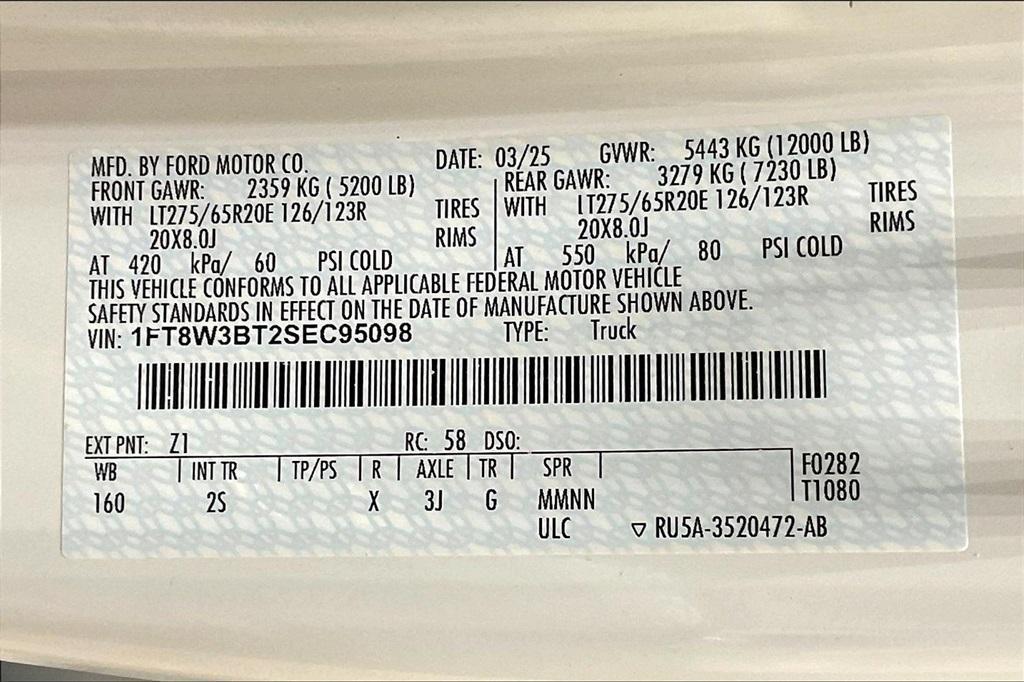 MFD. BY FORD MOTOR CO. DATE: 03/25 GVWR: 5443 KG (12000 LB)
FRONT GAWR: 2359 KG ( 5200 LB) REAR GAWR: 3279 KG ( 7230 LB)
WITH LT275/65R20E 126/123R TIRES WITH LT275/65R20E 126/123R TIRES
20X8.0J RIMS 20X8.0J RIMS
AT 420 kPa/ 60 PSI COLD AT 550 kPa/ 80 PSI COLD
THIS VEHICLE CONFORMS TO ALL APPLICABLE FEDERAL MOTOR VEHICLE
SAFETY STANDARDS IN EFFECT ON THE DATE OF MANUFACTURE SHOWN ABOVE.
VIN: 1FT8W3BT2SEC95098 TYPE: Truck
EXT PNT: Z1 RC: 58 DSO:
WB INT TR TP/PS R AXLE TR SPR F0282
160 2S X 3J G MMNN T1080
ULC ▽ RU5A-3520472-AB